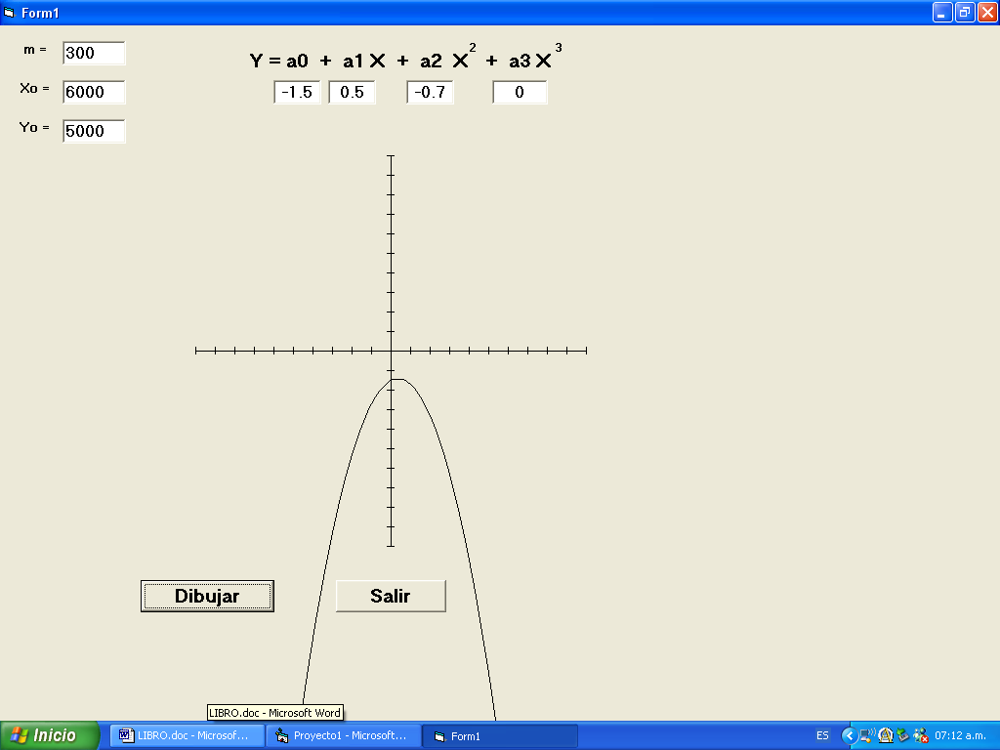 Form1
m = 300
Xo = 6000
Yo = 5000
Y = a0 + a1 X + a2 X 2 + a3 X 3
-1.5 0.5 -0.7 0
Dibujar Salir
LIBRO.doc - Microsoft Word
Inicio LIBRO.doc - Microsof... Proyecto1 - Microsoft... Form1 ES 07:12 a.m.